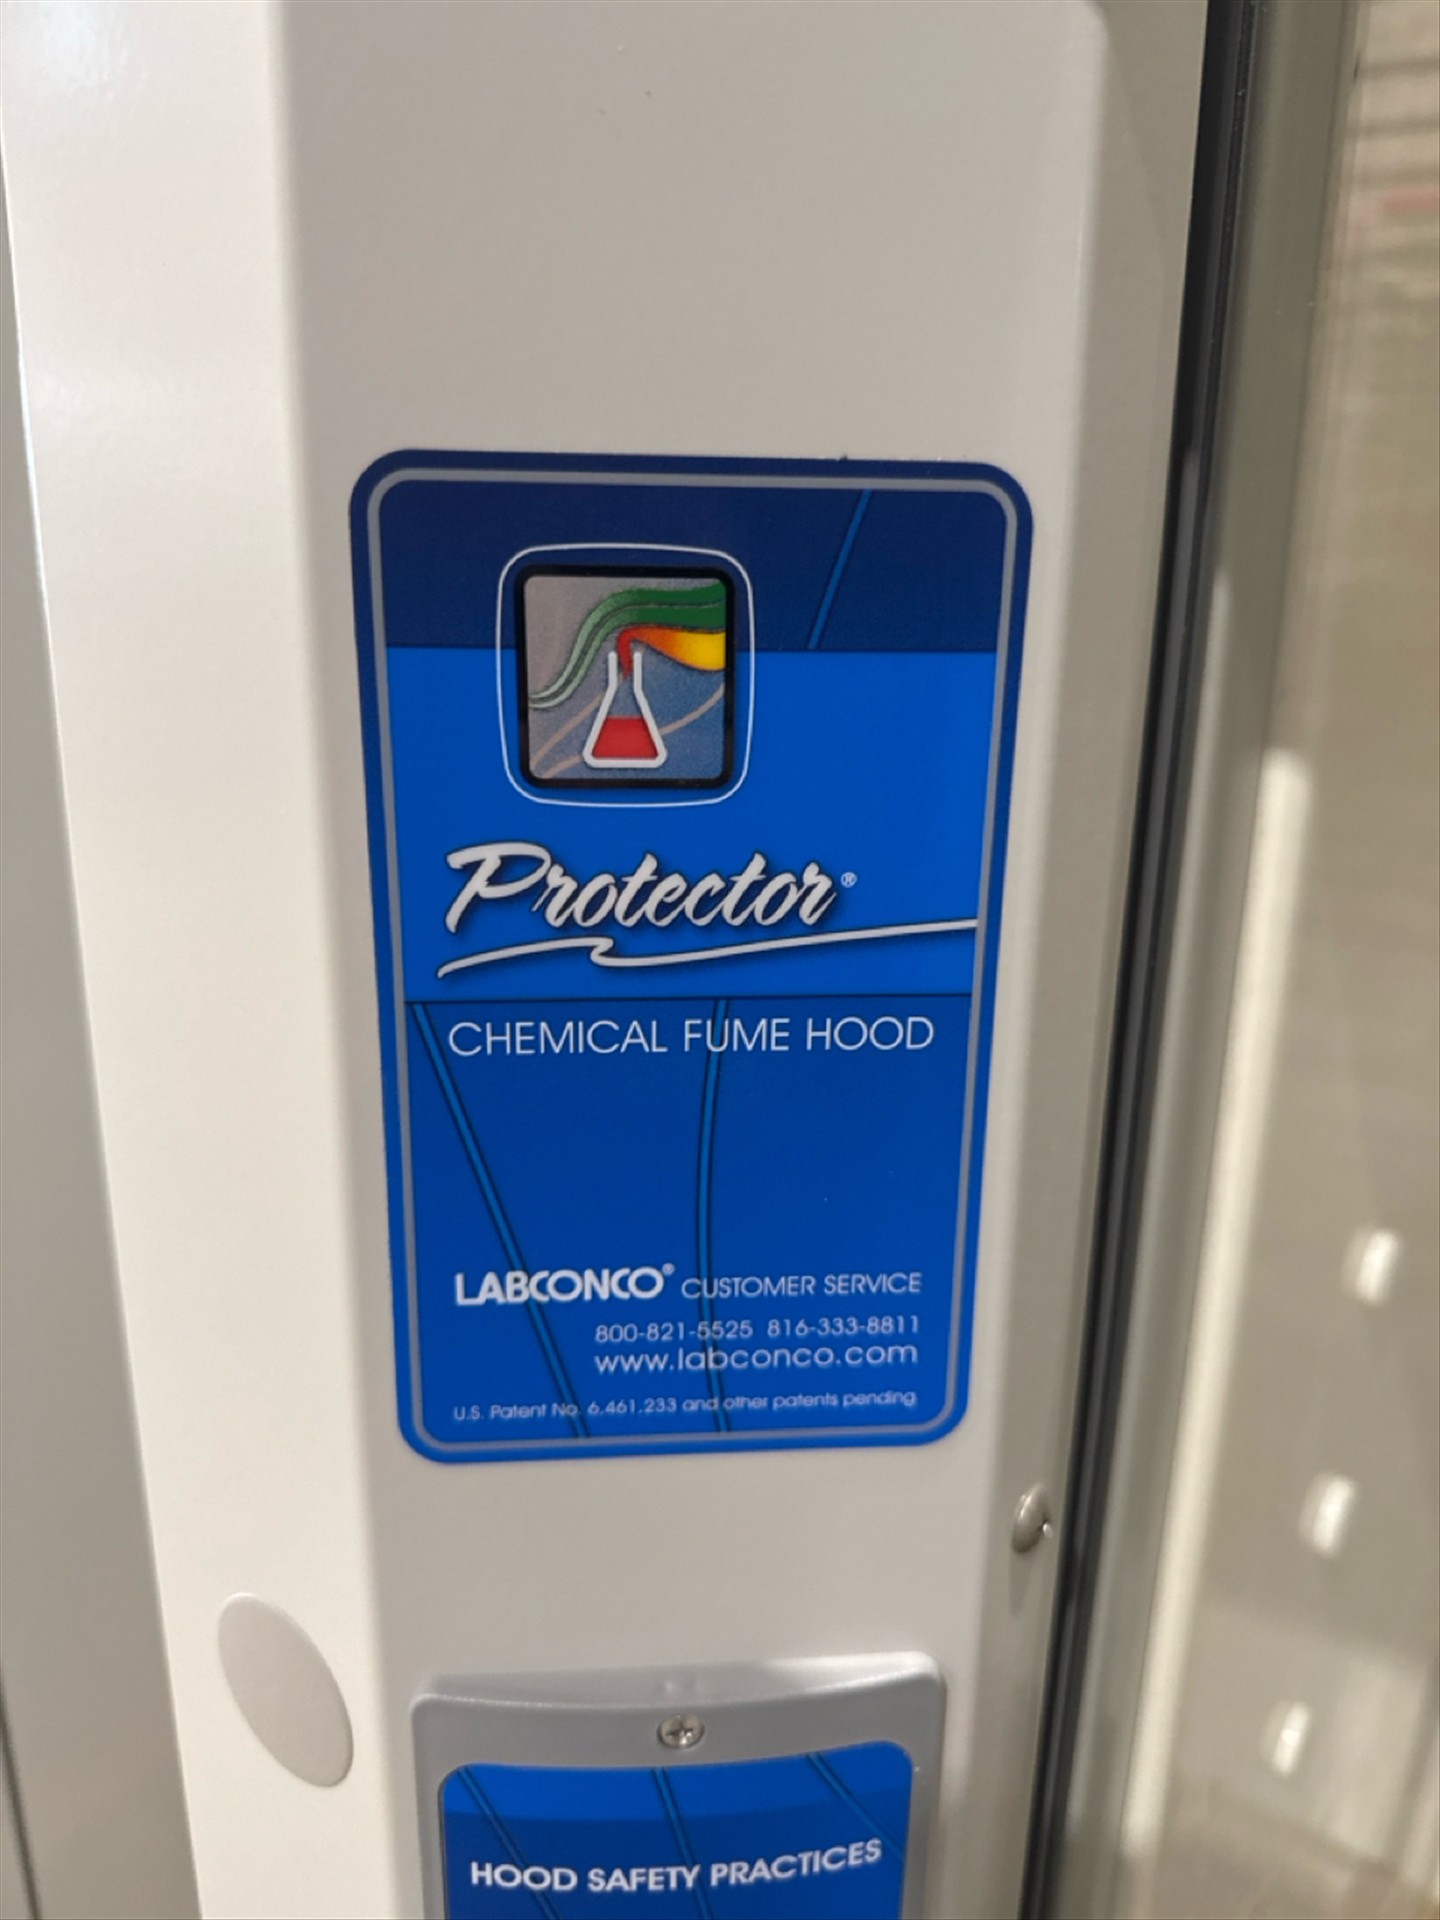 Protector®
CHEMICAL FUME HOOD
LABCONCO® CUSTOMER SERVICE
800-821-5525 816-333-8811
www.labconco.com
U.S. Patent No. 6,461,233 and other patents pending
HOOD SAFETY PRACTICES